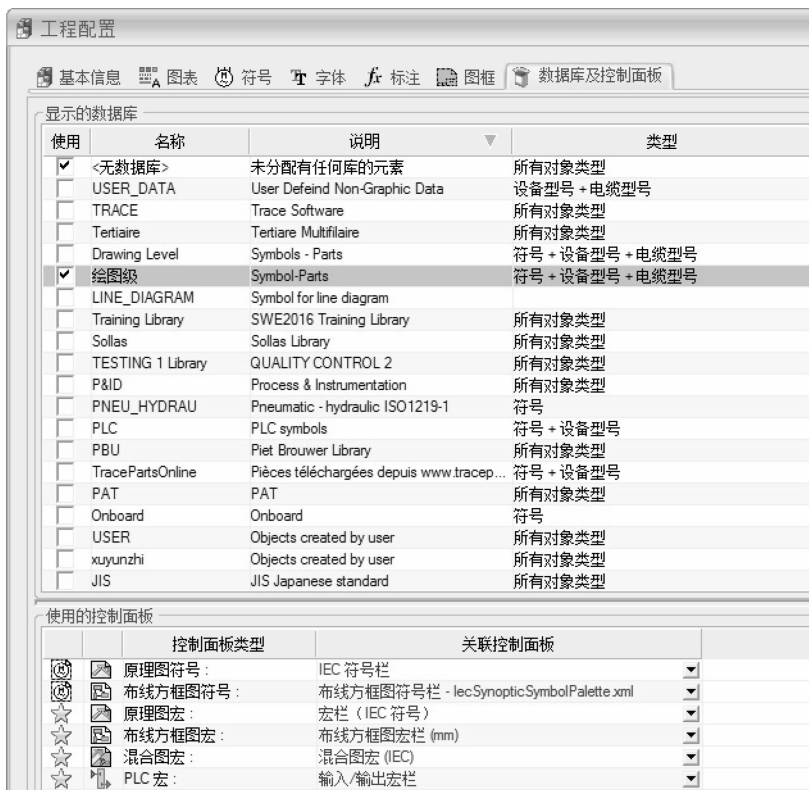 工程配置
基本信息 图表 符号 字体 标注 图框 数据库及控制面板
显示的数据库
使用 名称 说明 类型
<无数据库> 未分配有任何库的元素 所有对象类型
USER_DATA User Defeind Non-Graphic Data 设备型号 + 电缆型号
TRACE Trace Software 所有对象类型
Tertiaire Tertiare Multifilaire 所有对象类型
Drawing Level Symbols - Parts 符号 + 设备型号 + 电缆型号
绘图级 Symbol-Parts 符号 + 设备型号 + 电缆型号
LINE_DIAGRAM Symbol for line diagram
Training Library SWE2016 Training Library 所有对象类型
Sollas Sollas Library 所有对象类型
TESTING 1 Library QUALITY CONTROL 2 所有对象类型
P&ID Process & Instrumentation 所有对象类型
PNEU_HYDRAU Pneumatic - hydraulic ISO1219-1 符号
PLC PLC symbols 符号 + 设备型号
PBU Piet Brouwer Library 所有对象类型
TracePartsOnline Pièces téléchargées depuis www.tracep... 符号 + 设备型号
PAT PAT 所有对象类型
Onboard Onboard 符号
USER Objects created by user 所有对象类型
xuyunzhi Objects created by user 所有对象类型
JIS JIS Japanese standard 所有对象类型
使用的控制面板
控制面板类型 关联控制面板
原理图符号： IEC 符号栏
布线方框图符号： 布线方框图符号栏 - IecSynopticSymbolPalette.xml
原理图宏： 宏栏（IEC 符号）
布线方框图宏： 布线方框图宏栏 (mm)
混合图宏： 混合图宏 (IEC)
PLC 宏： 输入/输出宏栏